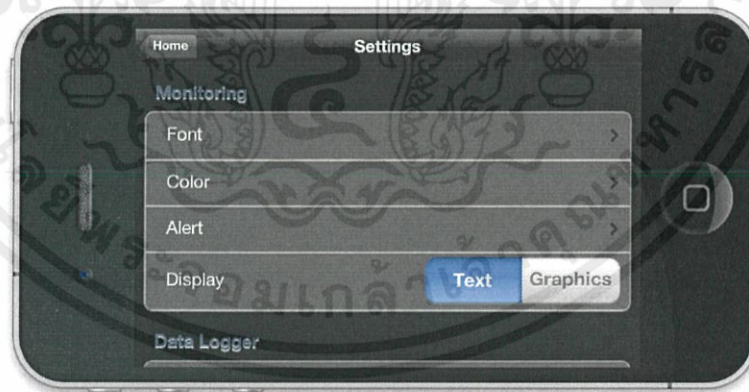 Home
Settings
Monitoring
Font
Color
Alert
Display
Text
Graphics
Data Logger